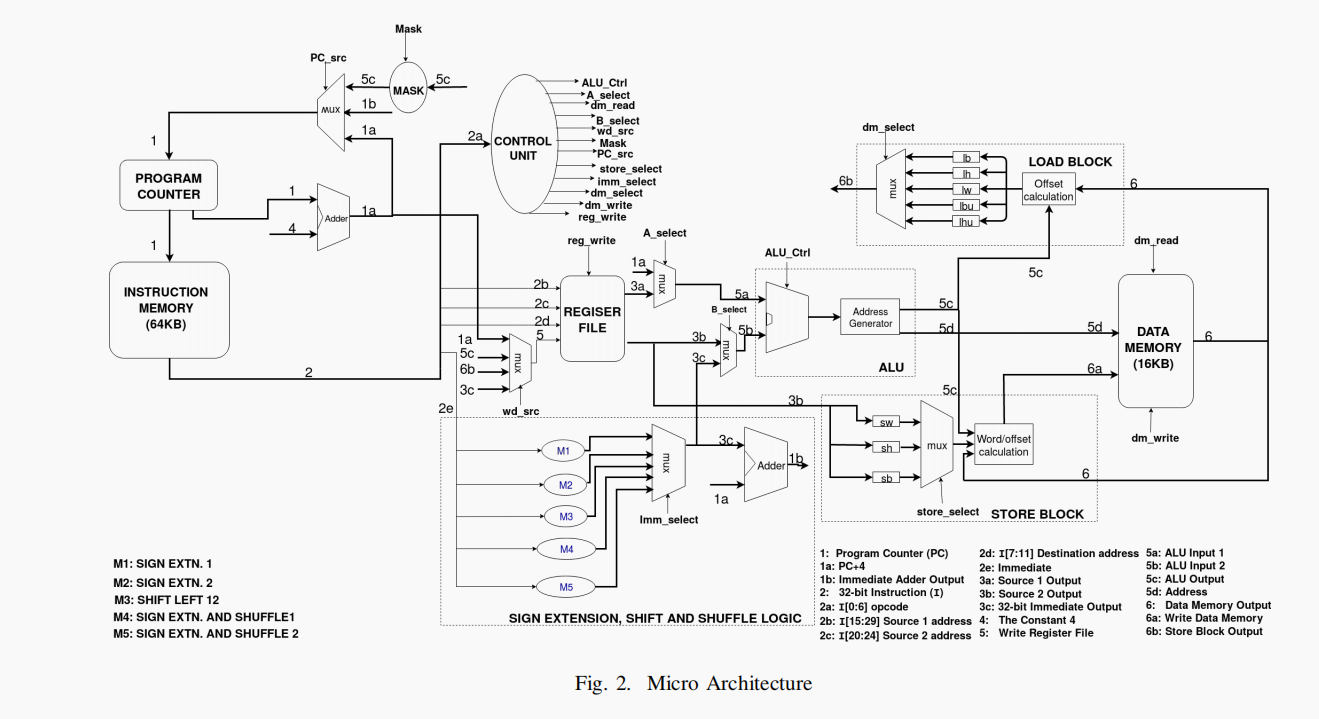 Mask
PC_src
5c
MASK
5c
mux
1b
1a
1
PROGRAM
COUNTER
1
1
4
Adder
1a
INSTRUCTION
MEMORY
(64KB)
2
2a
CONTROL
UNIT
ALU_Ctrl
A_select
dm_read
B_select
wd_src
Mask
PC_src
store_select
imm_select
dm_select
dm_write
reg_write
dm_select
LOAD BLOCK
mux
lb
lh
lw
lbu
lhu
Offset
calculation
6b
6
5c
reg_write
A_select
1a
3a
mux
2b
2c
2d
5
REGISER
FILE
1a
5c
6b
3c
mux
wd_src
ALU_Ctrl
5a
B_select
5b
3b
3c
mux
Address
Generator
ALU
5c
5d
5d
dm_read
DATA
MEMORY
(16KB)
6
dm_write
6a
5c
3b
sw
sh
sb
mux
Word/offset
calculation
6
store_select
STORE BLOCK
2e
M1
M2
M3
M4
M5
mux
Imm_select
3c
Adder
1b
1a
SIGN EXTENSION, SHIFT AND SHUFFLE LOGIC
M1: SIGN EXTN. 1
M2: SIGN EXTN. 2
M3: SHIFT LEFT 12
M4: SIGN EXTN. AND SHUFFLE1
M5: SIGN EXTN. AND SHUFFLE 2
1: Program Counter (PC)
1a: PC+4
1b: Immediate Adder Output
2: 32-bit Instruction (I)
2a: I[0:6] opcode
2b: I[15:29] Source 1 address
2c: I[20:24] Source 2 address
2d: I[7:11] Destination address
2e: Immediate
3a: Source 1 Output
3b: Source 2 Output
3c: 32-bit Immediate Output
4: The Constant 4
5: Write Register File
5a: ALU Input 1
5b: ALU Input 2
5c: ALU Output
5d: Address
6: Data Memory Output
6a: Write Data Memory
6b: Store Block Output
Fig. 2. Micro Architecture